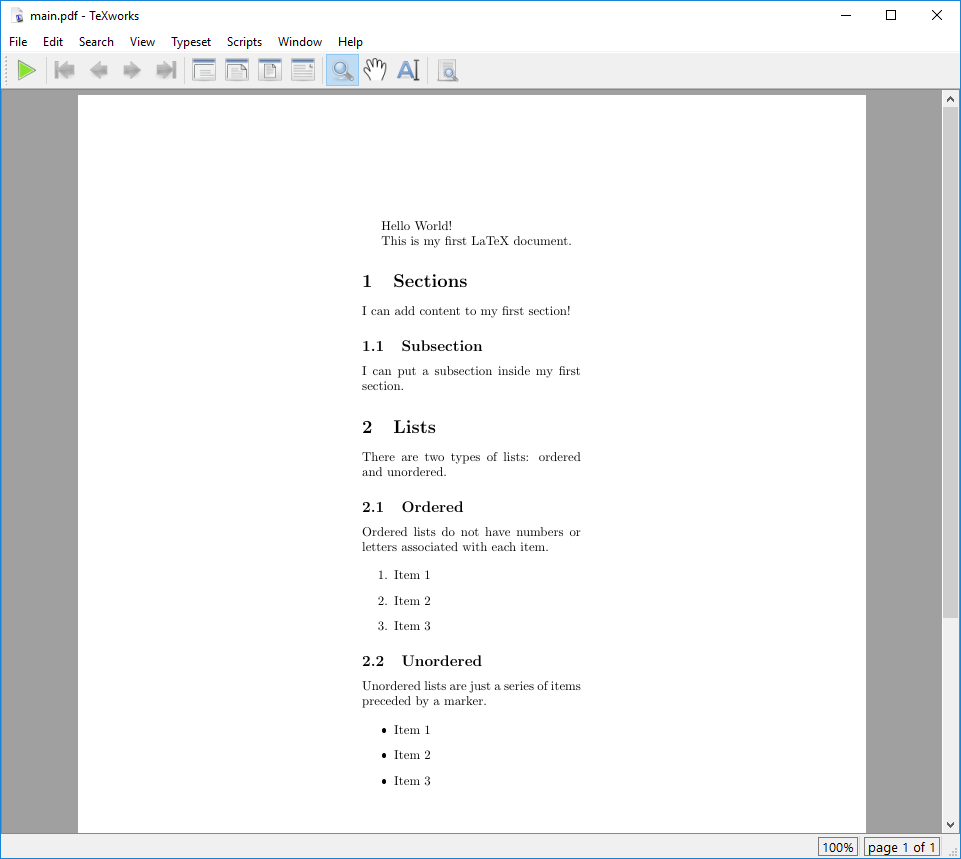 main.pdf - TeXworks
File Edit Search View Typeset Scripts Window Help
Hello World!
This is my first LaTeX document.
1 Sections
I can add content to my first section!
1.1 Subsection
I can put a subsection inside my first
section.
2 Lists
There are two types of lists: ordered
and unordered.
2.1 Ordered
Ordered lists do not have numbers or
letters associated with each item.
1. Item 1
2. Item 2
3. Item 3
2.2 Unordered
Unordered lists are just a series of items
preceded by a marker.
• Item 1
• Item 2
• Item 3
100% page 1 of 1